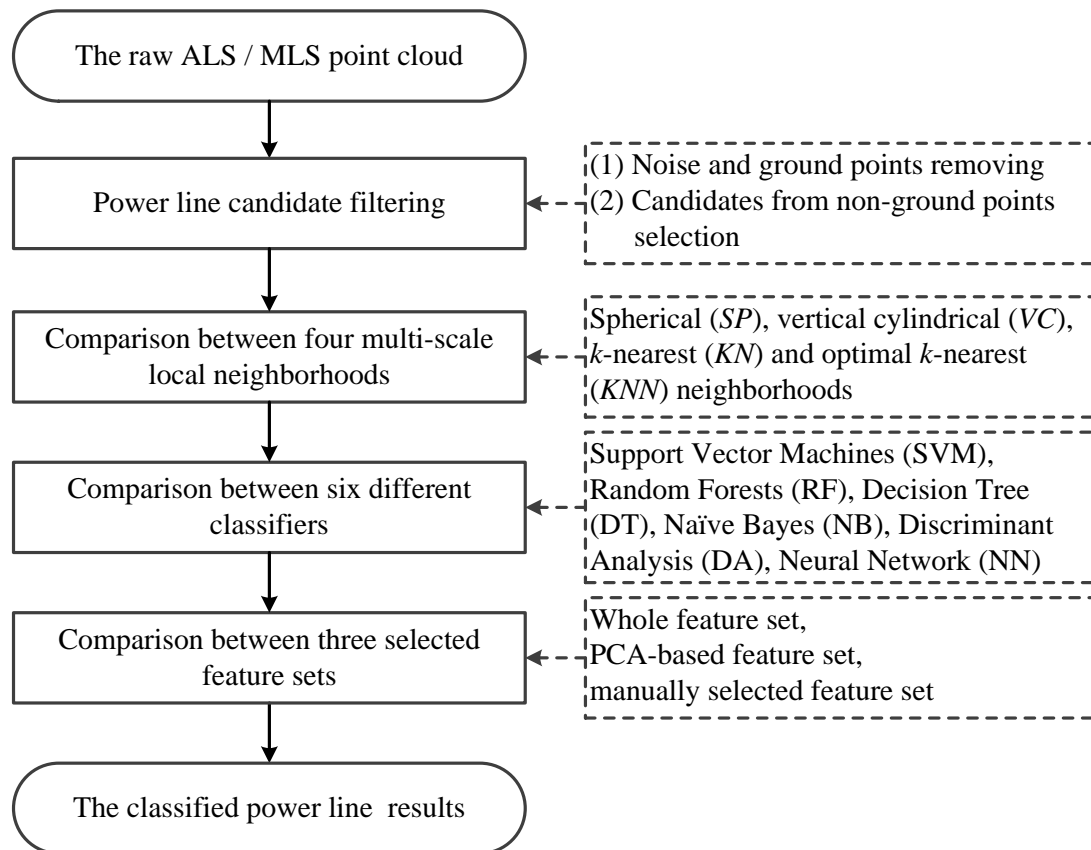 The raw ALS / MLS point cloud
Power line candidate filtering
(1) Noise and ground points removing
(2) Candidates from non-ground points
selection
Comparison between four multi-scale
local neighborhoods
Spherical (SP), vertical cylindrical (VC),
k-nearest (KN) and optimal k-nearest
(KNN) neighborhoods
Comparison between six different
classifiers
Support Vector Machines (SVM),
Random Forests (RF), Decision Tree
(DT), Naïve Bayes (NB), Discriminant
Analysis (DA), Neural Network (NN)
Comparison between three selected
feature sets
Whole feature set,
PCA-based feature set,
manually selected feature set
The classified power line results